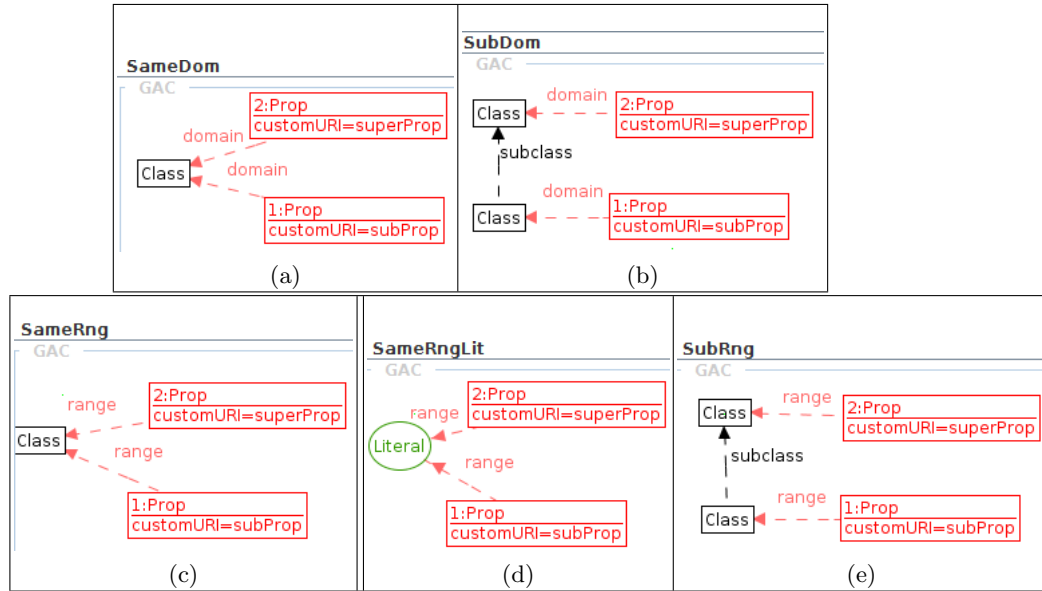 SameDom
GAC
2:Prop
customURI=superProp
domain
Class
domain
1:Prop
customURI=subProp
(a)
SubDom
GAC
Class
domain
2:Prop
customURI=superProp
subclass
domain
Class
1:Prop
customURI=subProp
(b)
SameRng
GAC
2:Prop
customURI=superProp
range
Class
range
1:Prop
customURI=subProp
(c)
SameRngLit
GAC
2:Prop
customURI=superProp
range
Literal
range
1:Prop
customURI=subProp
(d)
SubRng
GAC
range
Class
2:Prop
customURI=superProp
subclass
range
Class
1:Prop
customURI=subProp
(e)